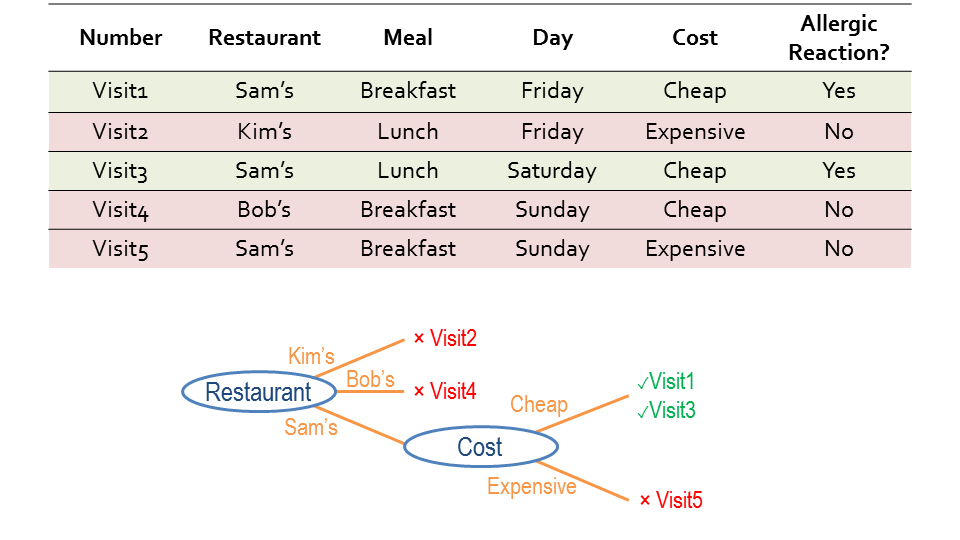 Number Restaurant Meal Day Cost Allergic Reaction?
Visit1 Sam's Breakfast Friday Cheap Yes
Visit2 Kim's Lunch Friday Expensive No
Visit3 Sam's Lunch Saturday Cheap Yes
Visit4 Bob's Breakfast Sunday Cheap No
Visit5 Sam's Breakfast Sunday Expensive No
Kim's × Visit2
Restaurant Bob's × Visit4
Sam's
Cost
Cheap ✓Visit1
✓Visit3
Expensive × Visit5